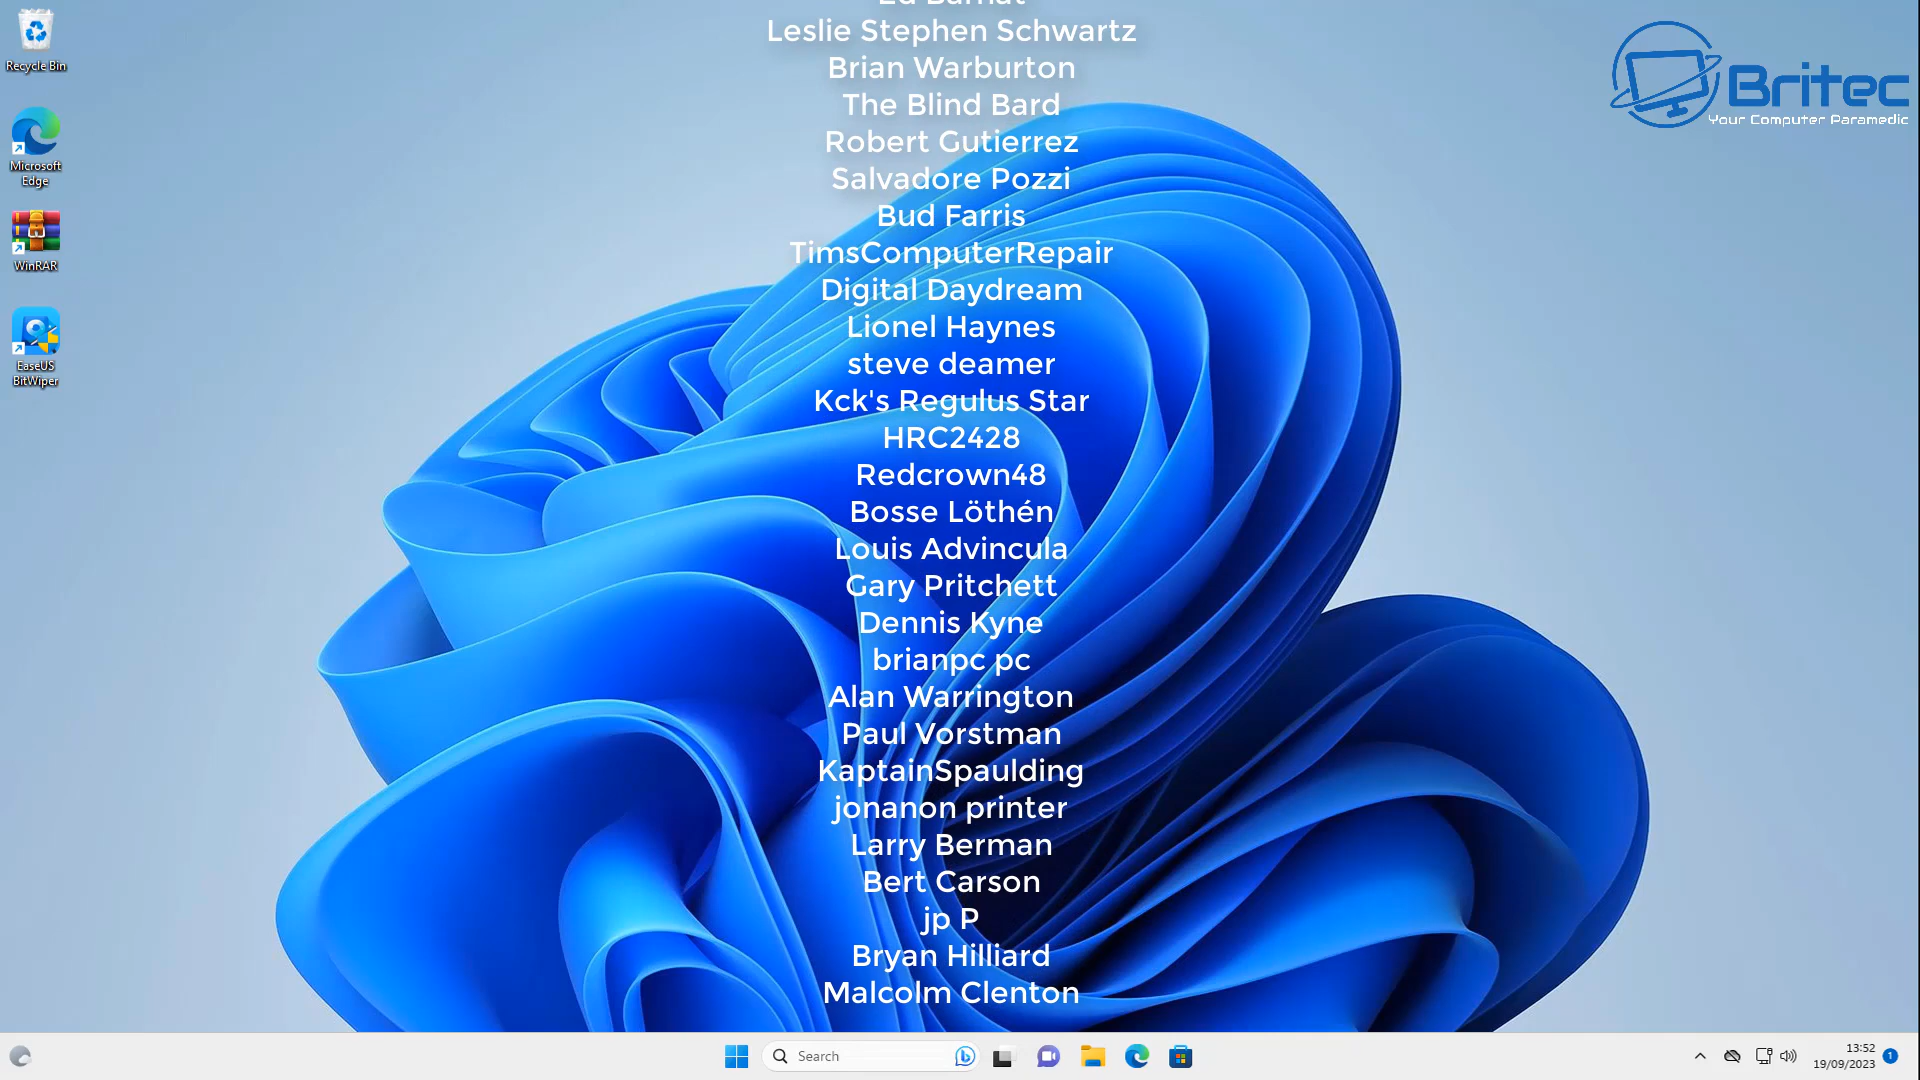 Ed Barnat
Leslie Stephen Schwartz
Brian Warburton
The Blind Bard
Robert Gutierrez
Salvadore Pozzi
Bud Farris
TimsComputerRepair
Digital Daydream
Lionel Haynes
steve deamer
Kck's Regulus Star
HRC2428
Redcrown48
Bosse Löthén
Louis Advincula
Gary Pritchett
Dennis Kyne
brianpc pc
Alan Warrington
Paul Vorstman
KaptainSpaulding
jonanon printer
Larry Berman
Bert Carson
jp P
Bryan Hilliard
Malcolm Clenton
Recycle Bin
Microsoft
Edge
WinRAR
EaseUS
BitWiper
Britec
Your Computer Paramedic
Search
13:52
19/09/2023
1